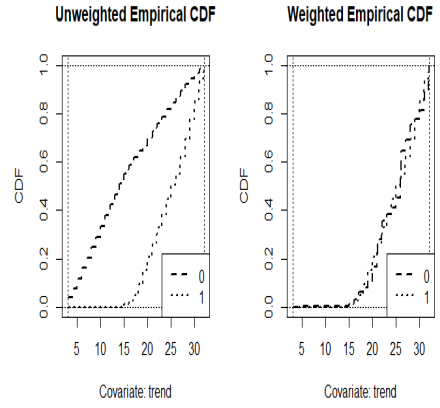 Unweighted Empirical CDF
CDF
0.0 0.2 0.4 0.6 0.8 1.0
0
1
5 10 15 20 25 30
Covariate: trend
Weighted Empirical CDF
CDF
0.0 0.2 0.4 0.6 0.8 1.0
0
1
5 10 15 20 25 30
Covariate: trend